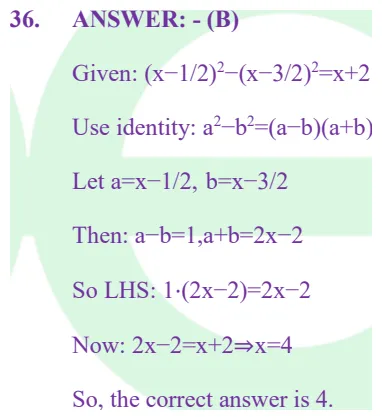 36. ANSWER: - (B)
Given: (x−1/2)²−(x−3/2)²=x+2
Use identity: a²−b²=(a−b)(a+b)
Let a=x−1/2, b=x−3/2
Then: a−b=1,a+b=2x−2
So LHS: 1⋅(2x−2)=2x−2
Now: 2x−2=x+2⇒x=4
So, the correct answer is 4.